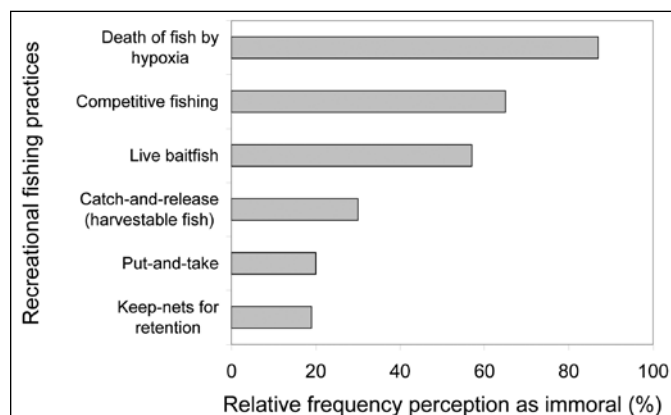 Recreational fishing practices
Death of fish by
hypoxia
Competitive fishing
Live baitfish
Catch-and-release
(harvestable fish)
Put-and-take
Keep-nets for
retention
0 20 40 60 80 100
Relative frequency perception as immoral (%)